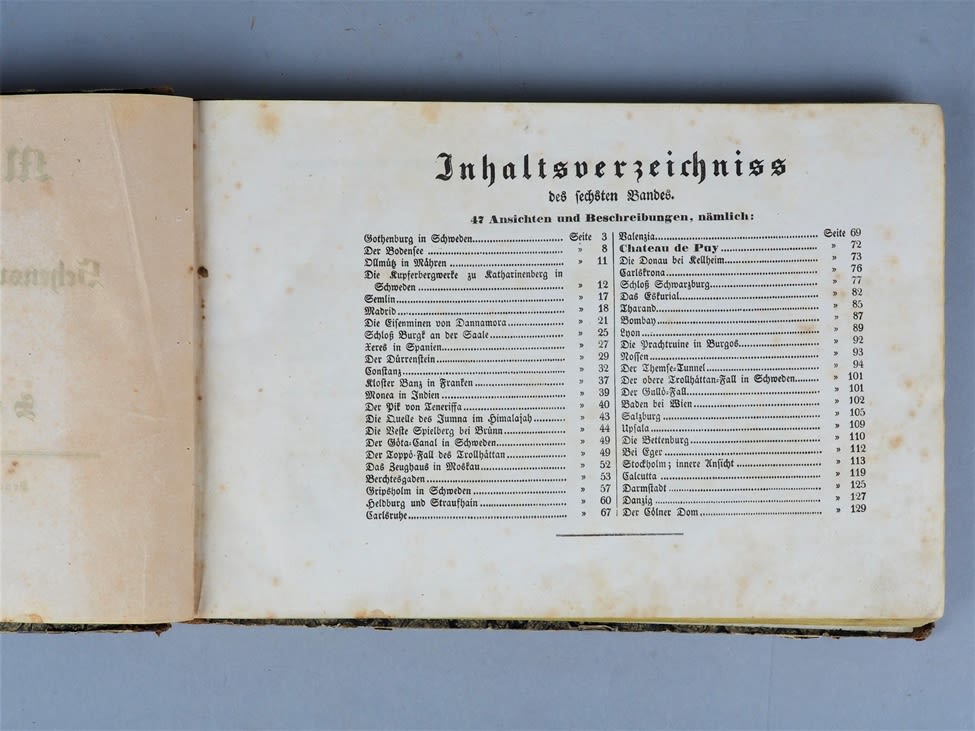 Inhaltsverzeichniss
des sechsten Bandes.
47 Ansichten und Beschreibungen, nämlich:
Gothenburg in Schweden Seite 3
Der Bodensee » 8
Ollmütz in Mähren » 11
Die Kupferbergwerke zu Katharinenberg in
Schweden » 12
Semlin » 17
Madrid » 18
Die Eisenminen von Dannamora » 21
Schloß Burgk an der Saale » 25
Xeres in Spanien » 27
Der Dürrenstein » 29
Constanz » 32
Kloster Banz in Franken » 37
Monea in Indien » 39
Der Pik von Teneriffa » 40
Die Quelle des Jumna im Himalajah » 43
Die Veste Spielberg bei Brünn » 44
Der Göta-Canal in Schweden » 49
Der Toppö-Fall des Trollhättan » 49
Das Zeughaus in Moskau » 52
Berchtesgaden » 53
Gripsholm in Schweden » 57
Heldburg und Straufhain » 60
Carlsruhe » 67
Valenzia Seite 69
Chateau de Puy » 72
Die Donau bei Kellheim » 73
Carlskrona » 76
Schloß Schwarzburg » 77
Das Eskurial » 82
Tharand » 85
Bombay » 87
Lyon » 89
Die Prachtruine in Burgos » 92
Nossen » 93
Der Themse-Tunnel » 94
Der obere Trollhättan-Fall in Schweden » 101
Der Gullö-Fall » 101
Baden bei Wien » 102
Salzburg » 105
Upsala » 109
Die Bettenburg » 110
Bei Eger » 112
Stockholm; innere Ansicht » 113
Calcutta » 119
Darmstadt » 125
Danzig » 127
Der Cölner Dom » 129